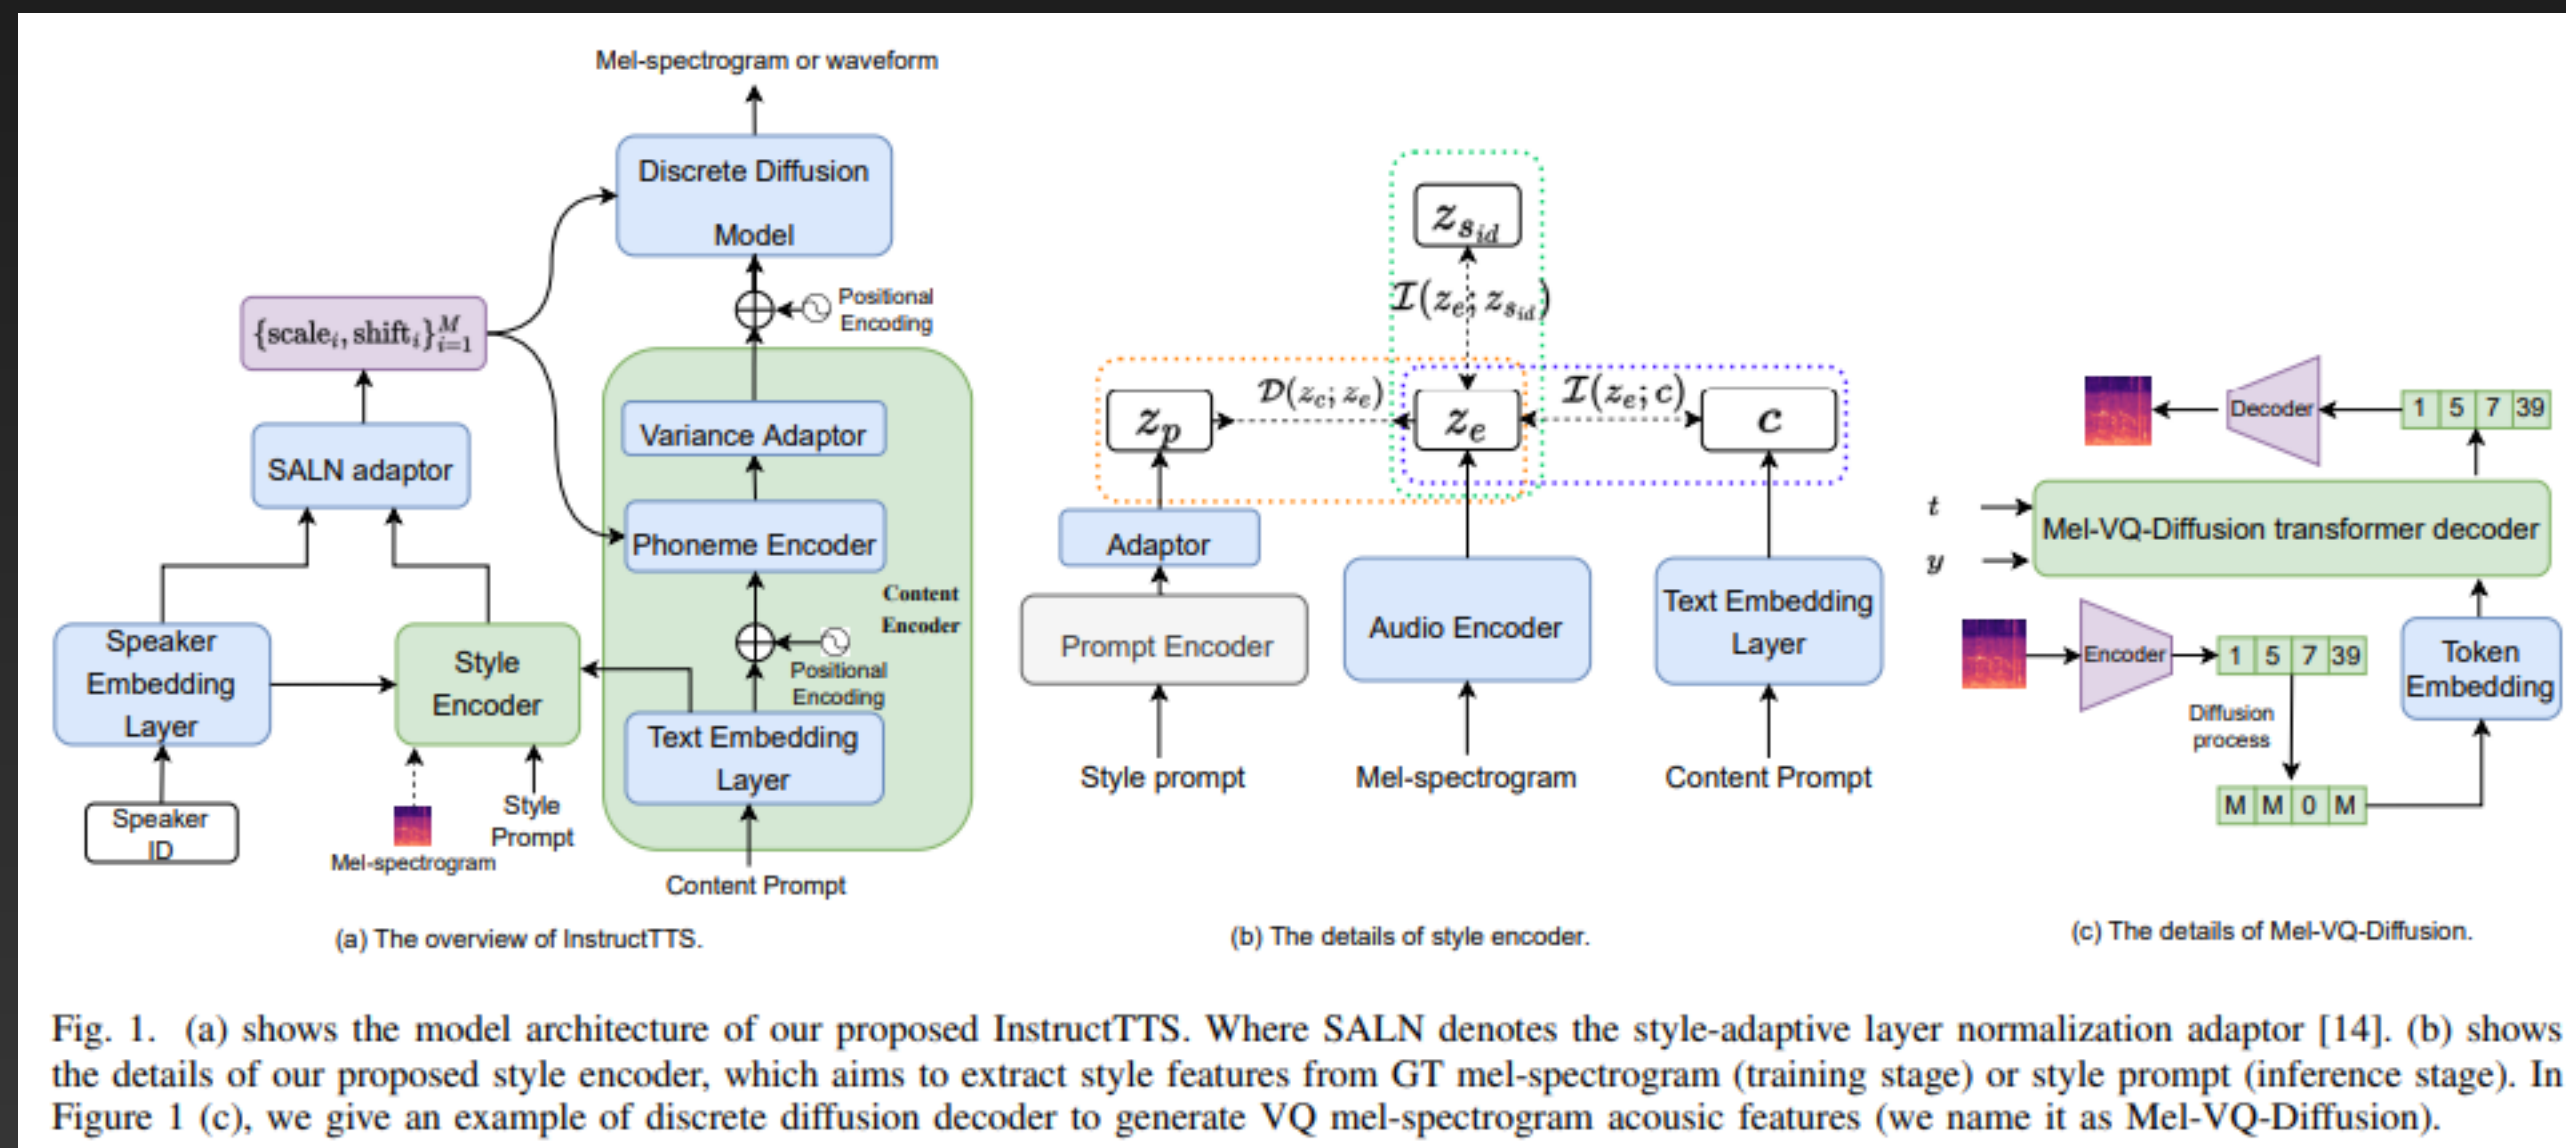 Mel-spectrogram or waveform
Discrete Diffusion
Model
Positional
Encoding
{scale_i, shift_i}_{i=1}^{M}
SALN adaptor
Variance Adaptor
Phoneme Encoder
Content
Encoder
Positional
Encoding
Speaker
Embedding
Layer
Style
Encoder
Text Embedding
Layer
Speaker
ID
Mel-spectrogram
Style
Prompt
Content Prompt
(a) The overview of InstructTTS.
z_{s_{id}}
I(z_e; z_{s_{id}})
z_p
D(z_c; z_e)
z_e
I(z_e; c)
c
Adaptor
Prompt Encoder
Audio Encoder
Text Embedding
Layer
Style prompt
Mel-spectrogram
Content Prompt
(b) The details of style encoder.
Decoder
1 5 7 39
t
y
Mel-VQ-Diffusion transformer decoder
Encoder
1 5 7 39
Token
Embedding
Diffusion
process
M M 0 M
(c) The details of Mel-VQ-Diffusion.
Fig. 1. (a) shows the model architecture of our proposed InstructTTS. Where SALN denotes the style-adaptive layer normalization adaptor [14]. (b) shows
the details of our proposed style encoder, which aims to extract style features from GT mel-spectrogram (training stage) or style prompt (inference stage). In
Figure 1 (c), we give an example of discrete diffusion decoder to generate VQ mel-spectrogram acousic features (we name it as Mel-VQ-Diffusion).